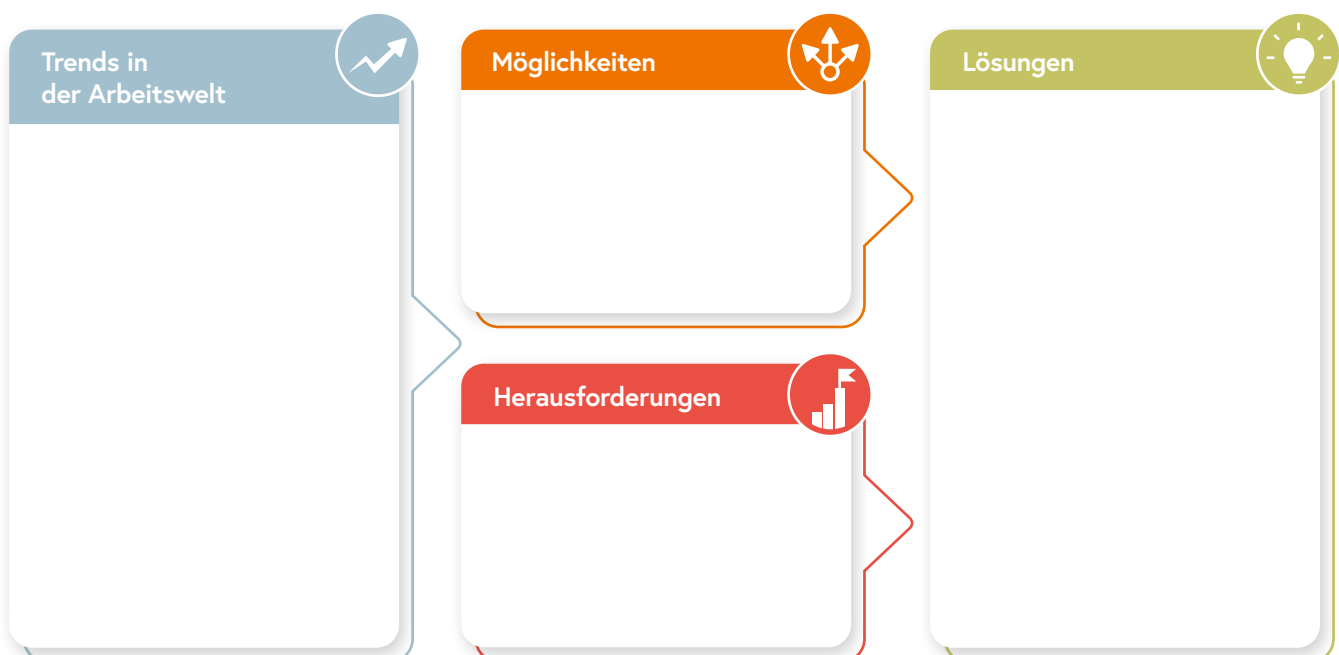 Trends in
der Arbeitswelt
Möglichkeiten
Herausforderungen
Lösungen